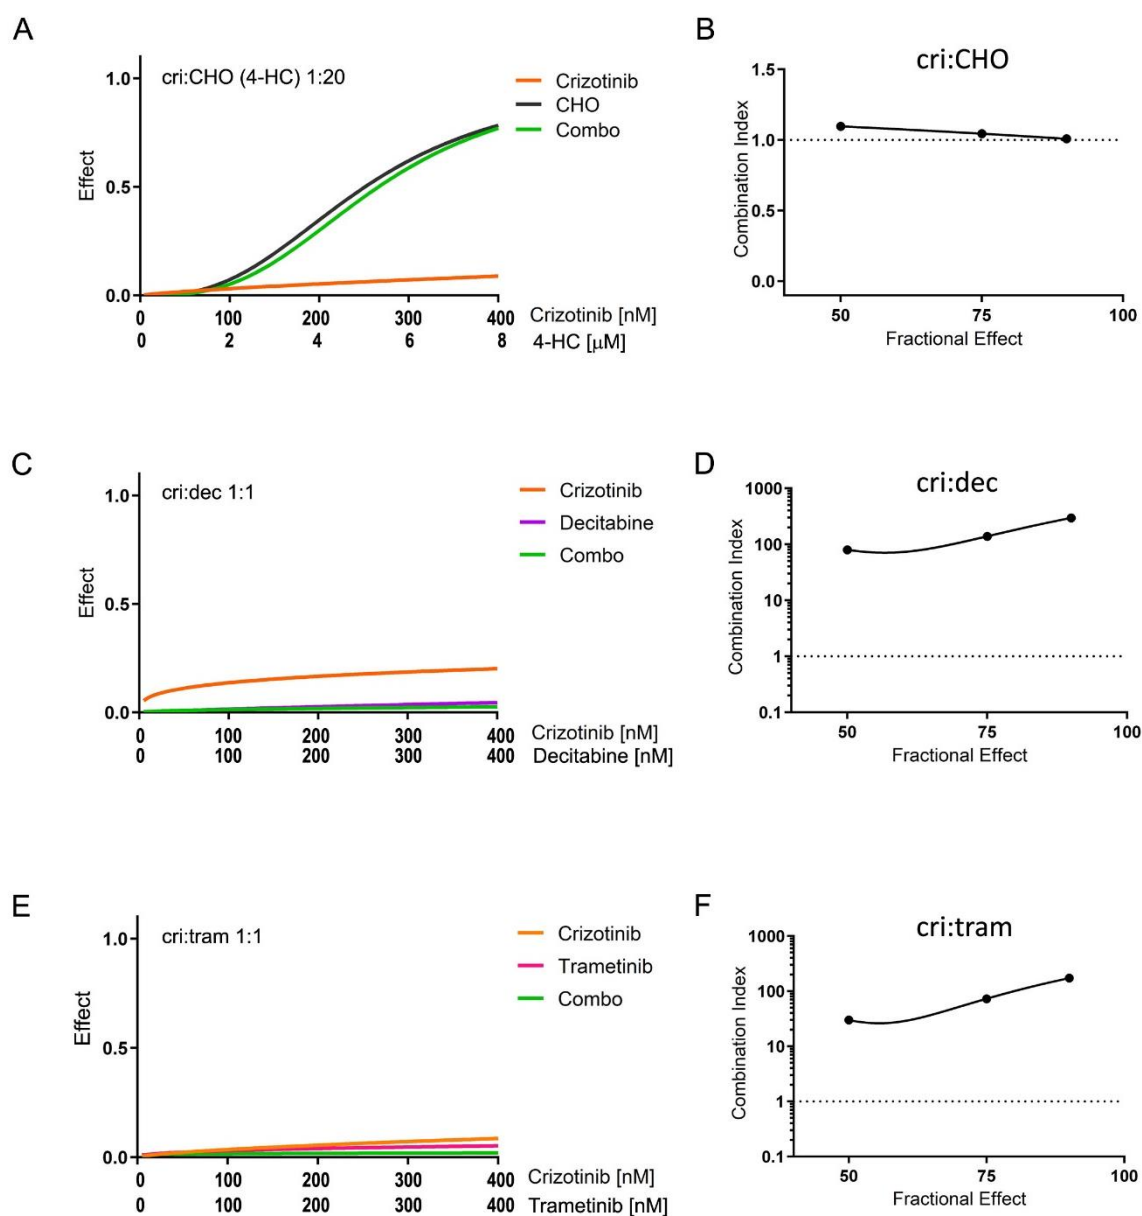 A
cri:CHO (4-HC) 1:20
Crizotinib
CHO
Combo
Effect
1.0
0.5
0.0
0 100 200 300 400 Crizotinib [nM]
0 2 4 6 8 4-HC [μM]
B
cri:CHO
Combination Index
1.5
1.0
0.5
0.0
50 75 100
Fractional Effect
C
cri:dec 1:1
Crizotinib
Decitabine
Combo
Effect
1.0
0.5
0.0
0 100 200 300 400 Crizotinib [nM]
0 100 200 300 400 Decitabine [nM]
D
cri:dec
Combination Index
1000
100
10
1
0.1
50 75 100
Fractional Effect
E
cri:tram 1:1
Crizotinib
Trametinib
Combo
Effect
1.0
0.5
0.0
0 100 200 300 400 Crizotinib [nM]
0 100 200 300 400 Trametinib [nM]
F
cri:tram
Combination Index
1000
100
10
1
0.1
50 75 100
Fractional Effect